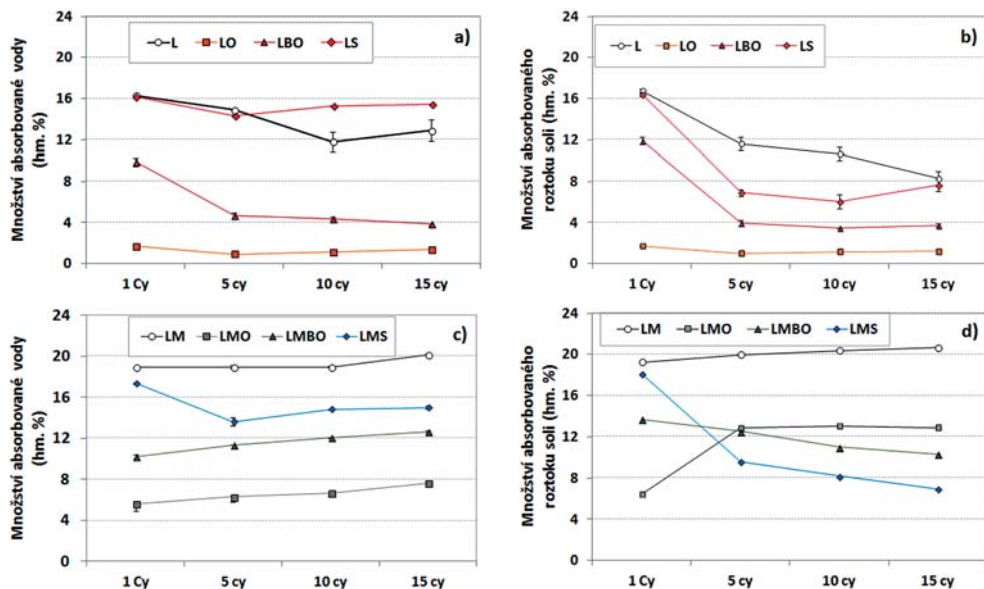 24
20
16
12
8
4
0
Množství absorbované vody
(hm. %)
L LO LBO LS
a)
1 Cy 5 cy 10 cy 15 cy
24
20
16
12
8
4
0
Množství absorbovaného
roztoku soli (hm. %)
L LO LBO LS
b)
1 Cy 5 cy 10 cy 15 cy
24
20
16
12
8
4
0
Množství absorbované vody
(hm. %)
LM LMO LMBO LMS
c)
1 Cy 5 cy 10 cy 15 cy
24
20
16
12
8
4
0
Množství absorbovaného
roztoku soli (hm. %)
LM LMO LMBO LMS
d)
1 Cy 5 cy 10 cy 15 cy